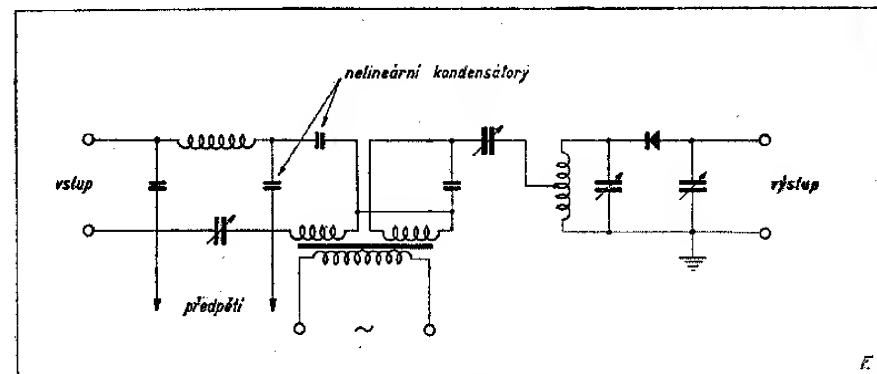 nelineární kondensátory
vstup
výstup
předpětí
~